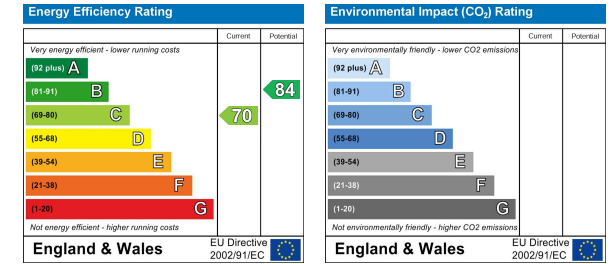 Energy Efficiency Rating
Current Potential
Very energy efficient - lower running costs
(92 plus) A
(81-91) B
84
(69-80) C
70
(55-68) D
(39-54) E
(21-38) F
(1-20) G
Not energy efficient - higher running costs
England & Wales
EU Directive
2002/91/EC
Environmental Impact (CO2) Rating
Current Potential
Very environmentally friendly - lower CO2 emissions
(92 plus) A
(81-91) B
(69-80) C
(55-68) D
(39-54) E
(21-38) F
(1-20) G
Not environmentally friendly - higher CO2 emissions
England & Wales
EU Directive
2002/91/EC